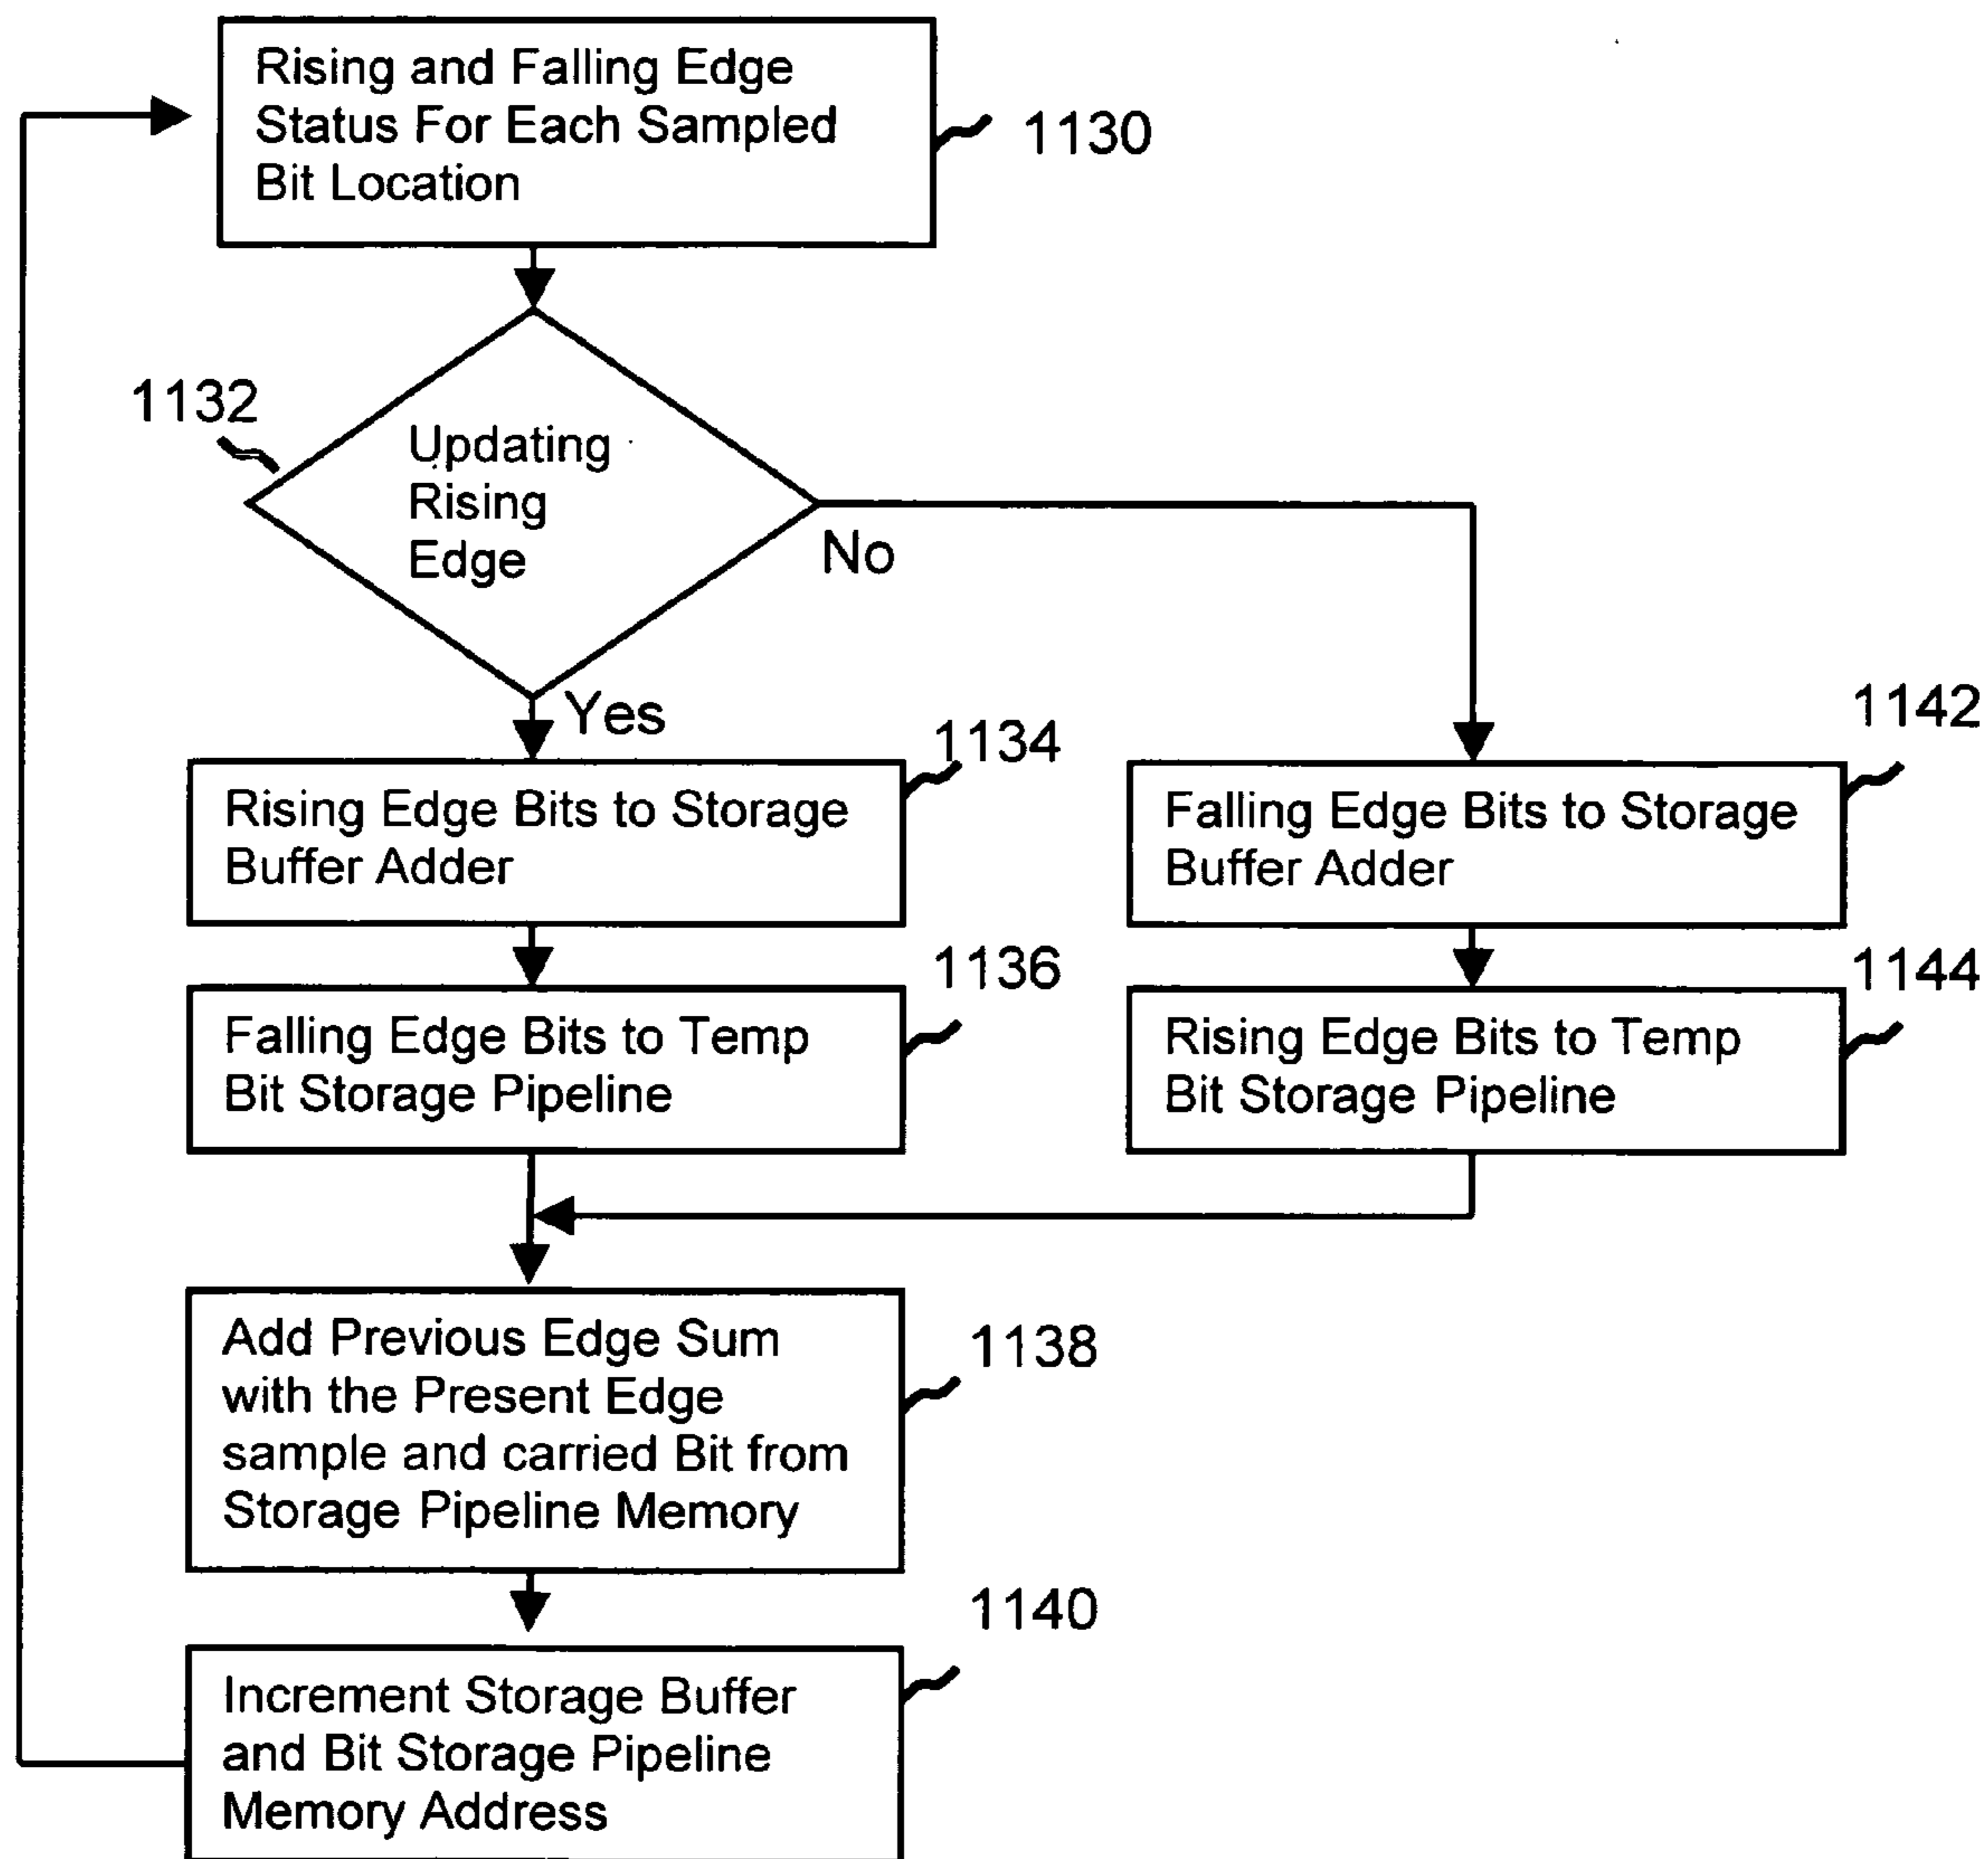 Rising and Falling Edge
Status For Each Sampled
Bit Location
1130
1132
Updating
Rising
Edge
No
Yes
1134
Rising Edge Bits to Storage
Buffer Adder
1142
Falling Edge Bits to Storage
Buffer Adder
1136
Falling Edge Bits to Temp
Bit Storage Pipeline
1144
Rising Edge Bits to Temp
Bit Storage Pipeline
Add Previous Edge Sum
with the Present Edge
sample and carried Bit from
Storage Pipeline Memory
1138
1140
Increment Storage Buffer
and Bit Storage Pipeline
Memory Address